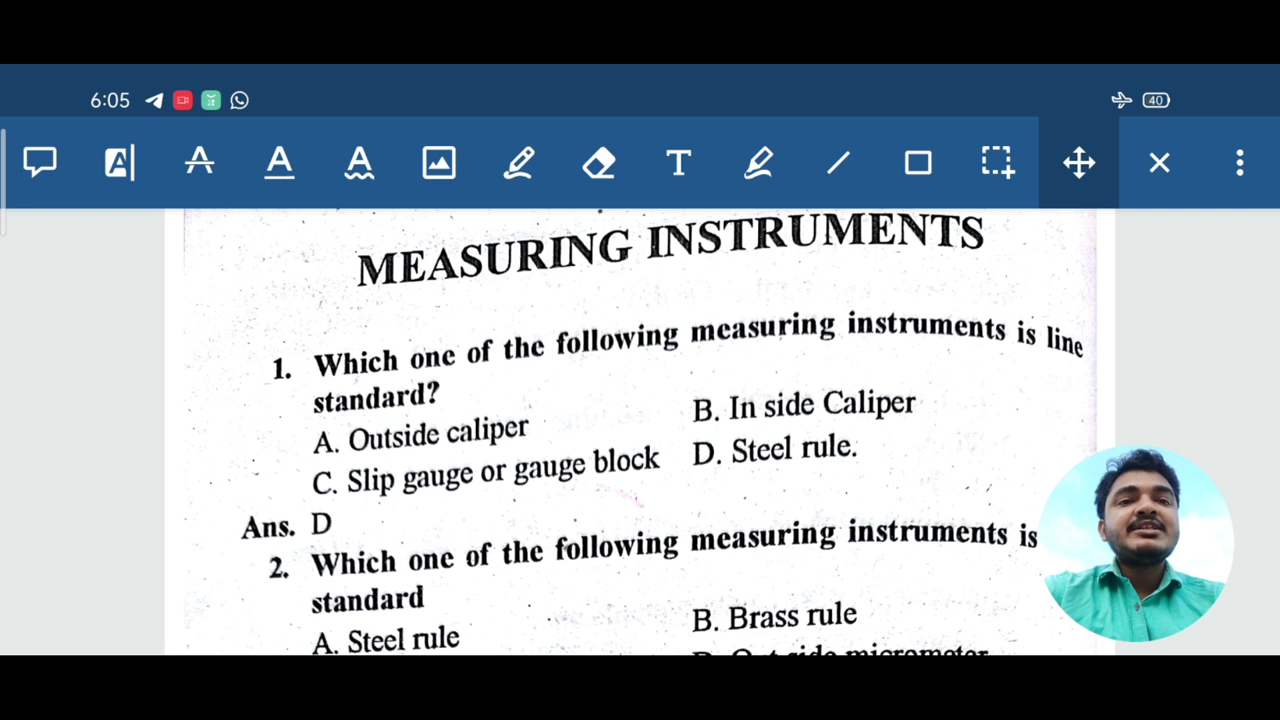 6:05
40
A
A
A
A
T
MEASURING INSTRUMENTS
1. Which one of the following measuring instruments is line
standard?
A. Outside caliper B. In side Caliper
C. Slip gauge or gauge block D. Steel rule.
Ans. D
2. Which one of the following measuring instruments is
standard
A. Steel rule B. Brass rule
micrometer